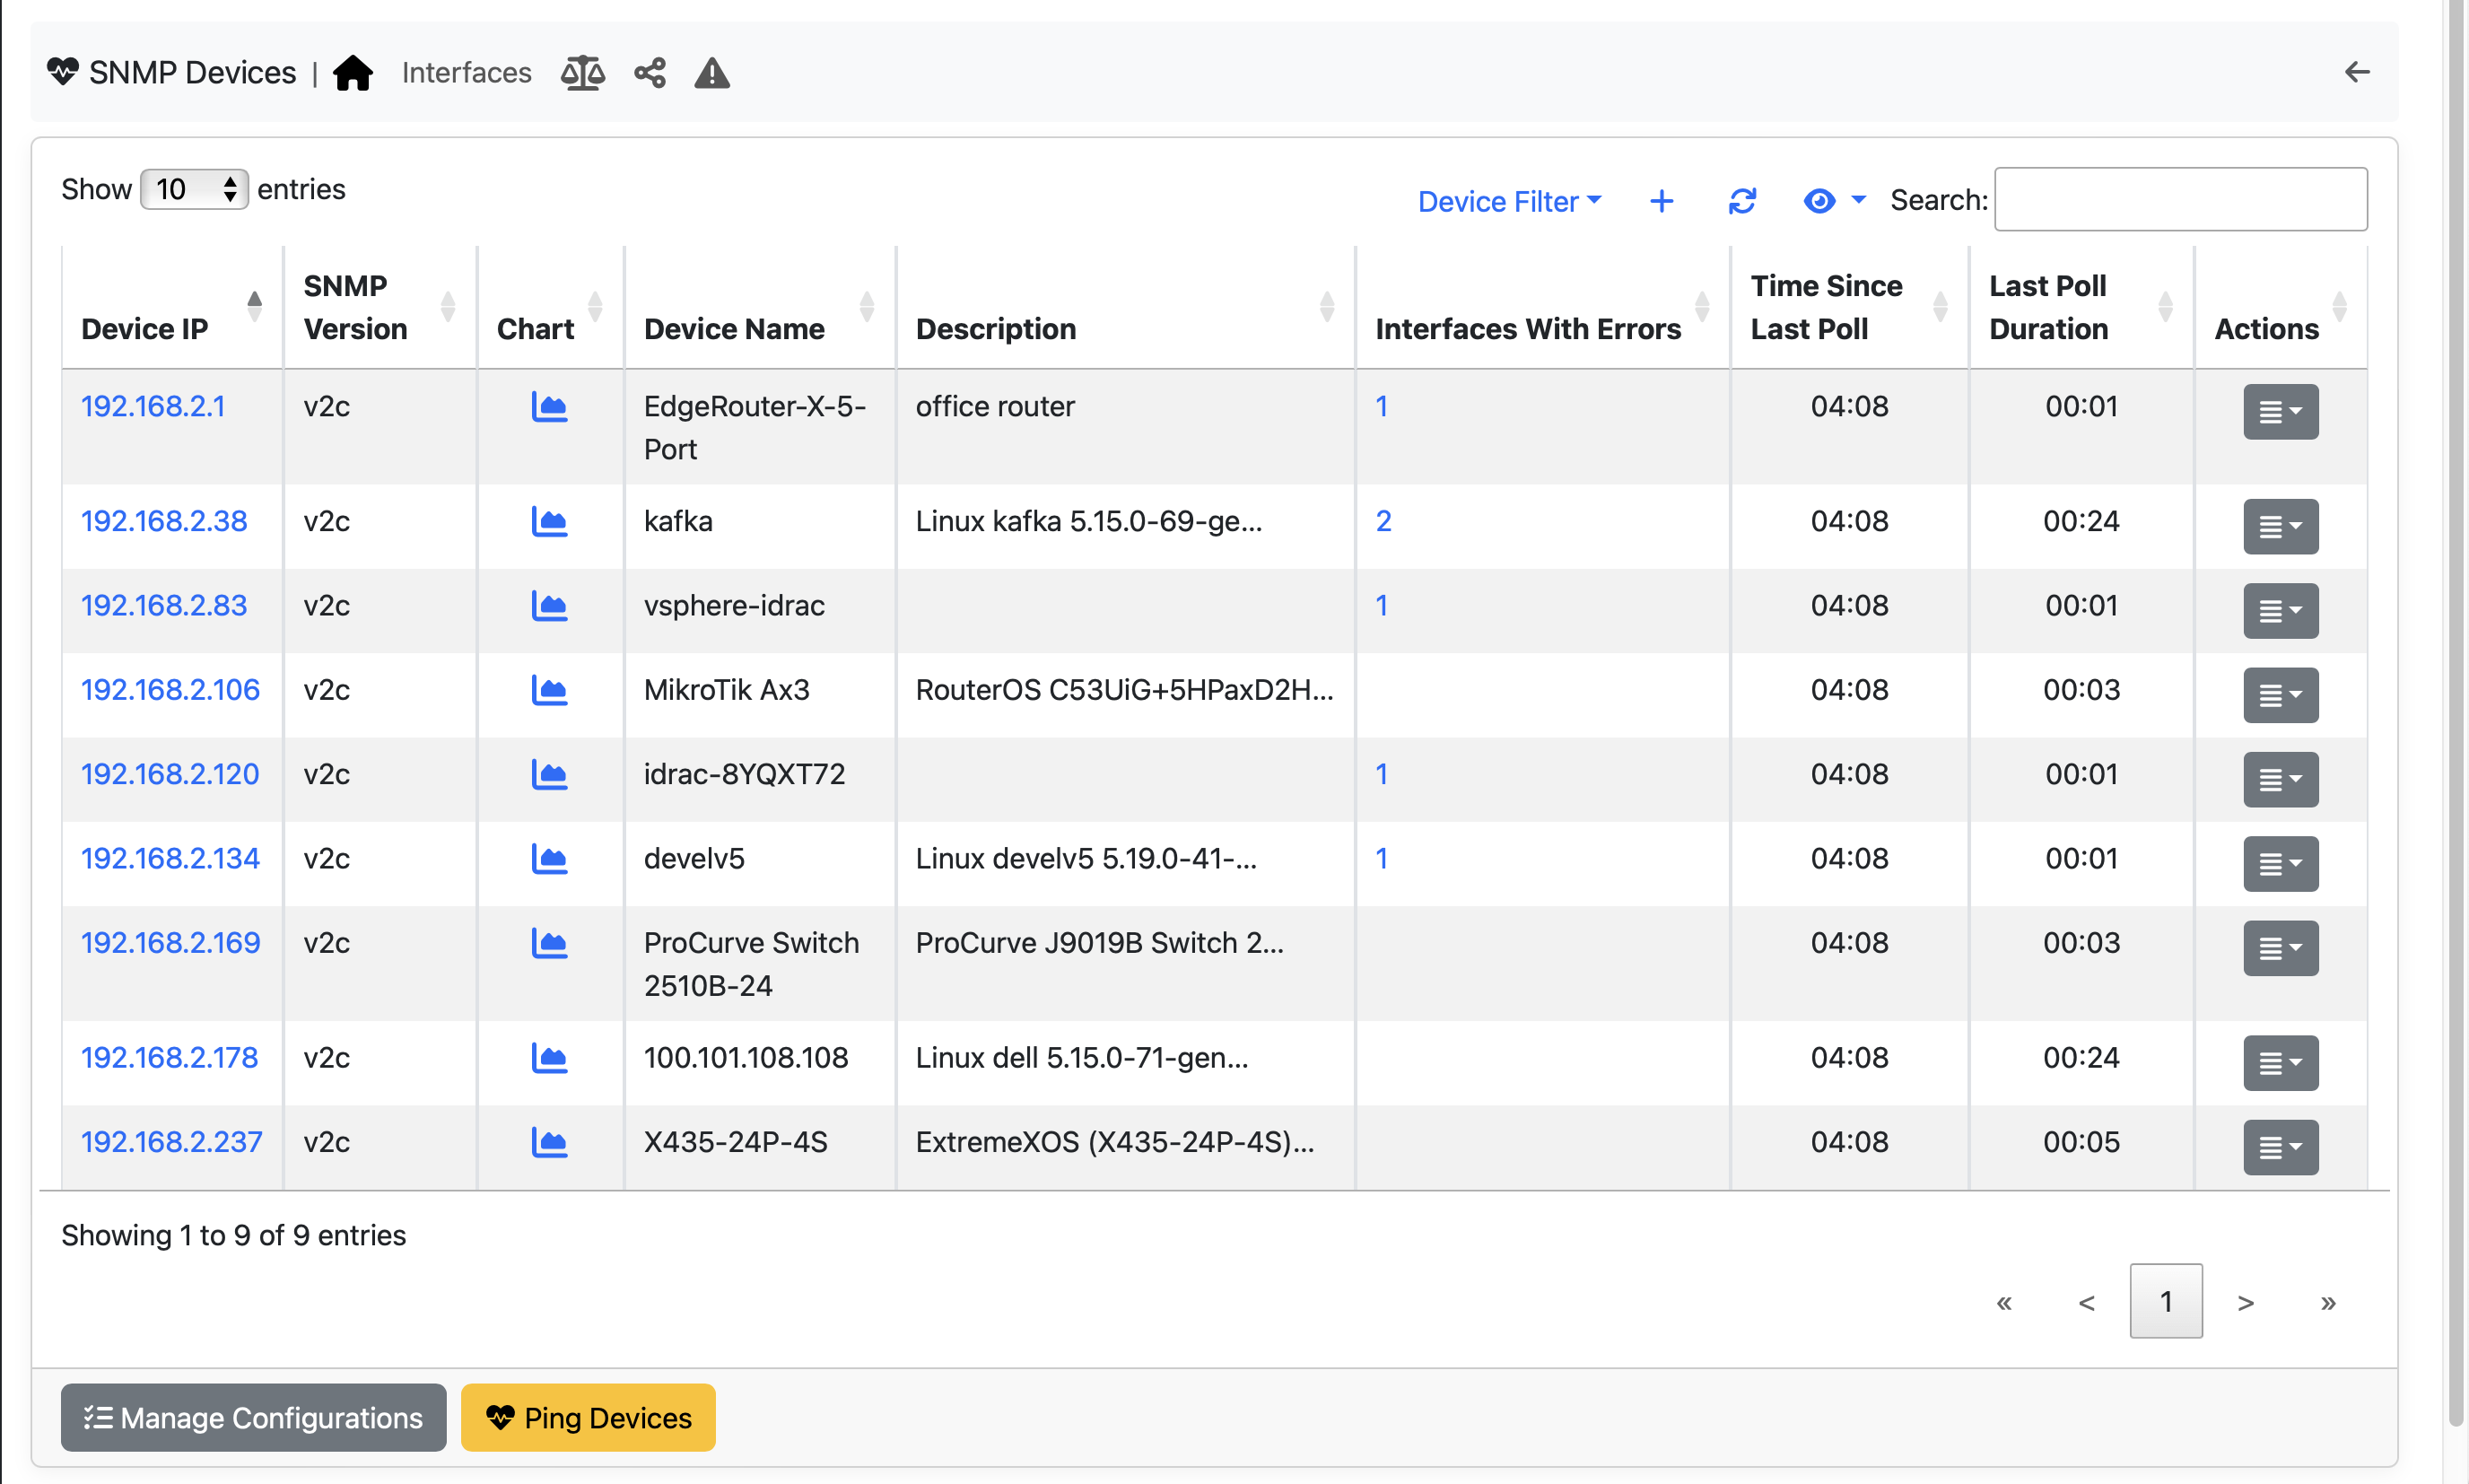 SNMP Devices | Interfaces
Show 10 entries
Device Filter Search:
Device IP SNMP Version Chart Device Name Description Interfaces With Errors Time Since Last Poll Last Poll Duration Actions
192.168.2.1 v2c EdgeRouter-X-5- office router 1 04:08 00:01
Port
192.168.2.38 v2c kafka Linux kafka 5.15.0-69-ge... 2 04:08 00:24
192.168.2.83 v2c vsphere-idrac 1 04:08 00:01
192.168.2.106 v2c MikroTik Ax3 RouterOS C53UiG+5HPaxD2H... 04:08 00:03
192.168.2.120 v2c idrac-8YQXT72 1 04:08 00:01
192.168.2.134 v2c develv5 Linux develv5 5.19.0-41-... 1 04:08 00:01
192.168.2.169 v2c ProCurve Switch ProCurve J9019B Switch 2... 04:08 00:03
2510B-24
192.168.2.178 v2c 100.101.108.108 Linux dell 5.15.0-71-gen... 04:08 00:24
192.168.2.237 v2c X435-24P-4S ExtremeXOS (X435-24P-4S)... 04:08 00:05
Showing 1 to 9 of 9 entries
« < 1 > »
Manage Configurations Ping Devices